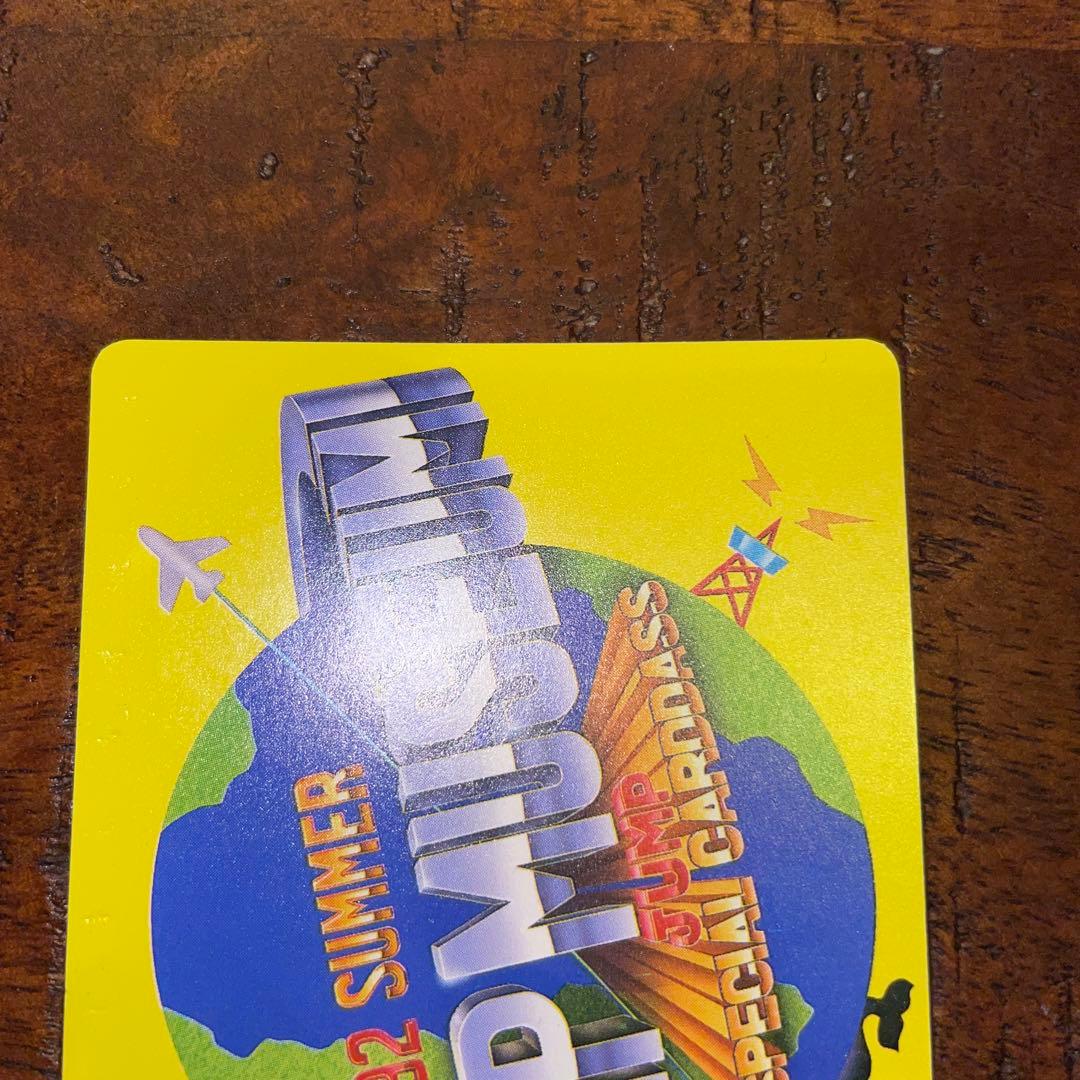 92 SUMMER
P MUSEUM!
JUMP
SPECIAL CARDDASS